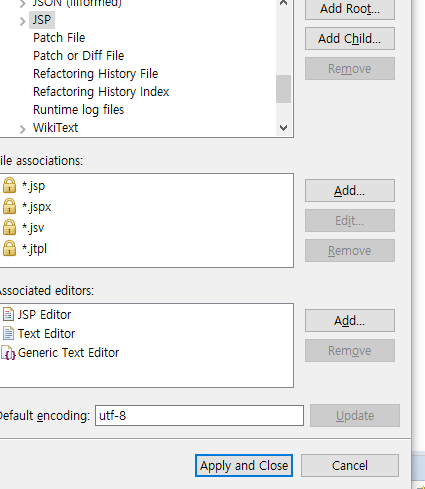 JSON (Illformed)
Add Root...
JSP
Patch File
Add Child...
Patch or Diff File
Refactoring History File
Remove
Refactoring History Index
Runtime log files
WikiText
ile associations:
*.jsp
Add...
*.jspx
Edit...
*.jsv
Remove
*.jtpl
Associated editors:
JSP Editor
Add...
Text Editor
Generic Text Editor
Remove
Default encoding: utf-8
Update
Apply and Close
Cancel